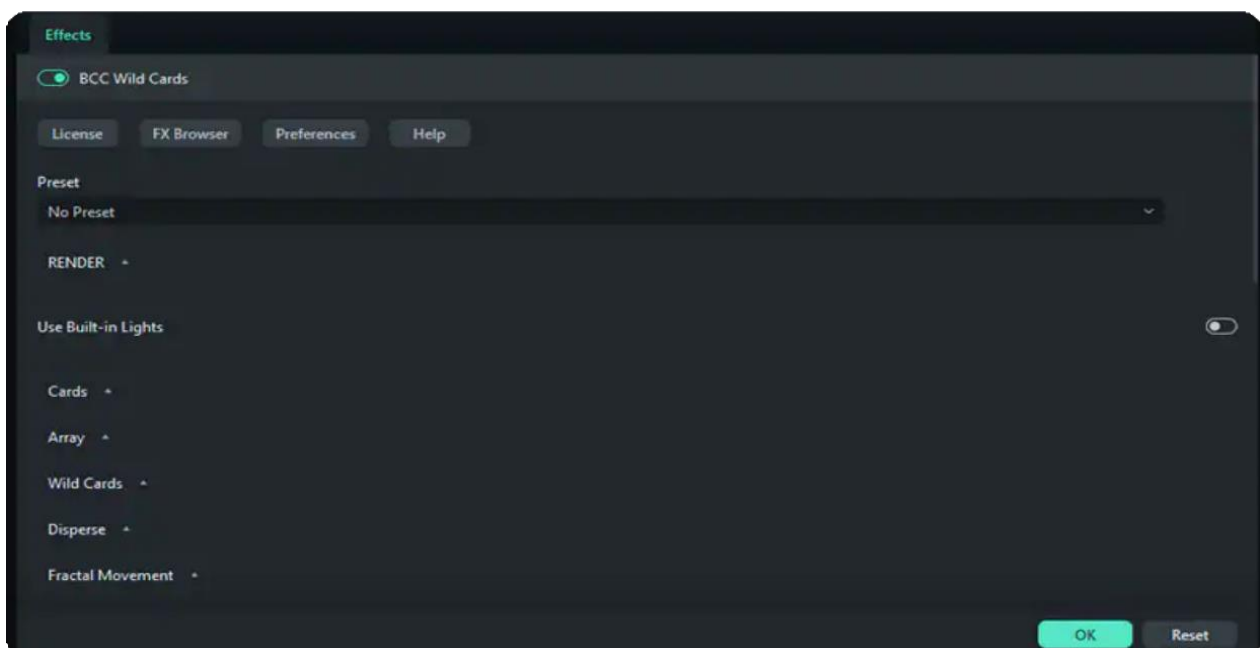 Effects
BCC Wild Cards
License FX Browser Preferences Help
Preset
No Preset
RENDER
Use Built-in Lights
Cards
Array
Wild Cards
Disperse
Fractal Movement
OK Reset